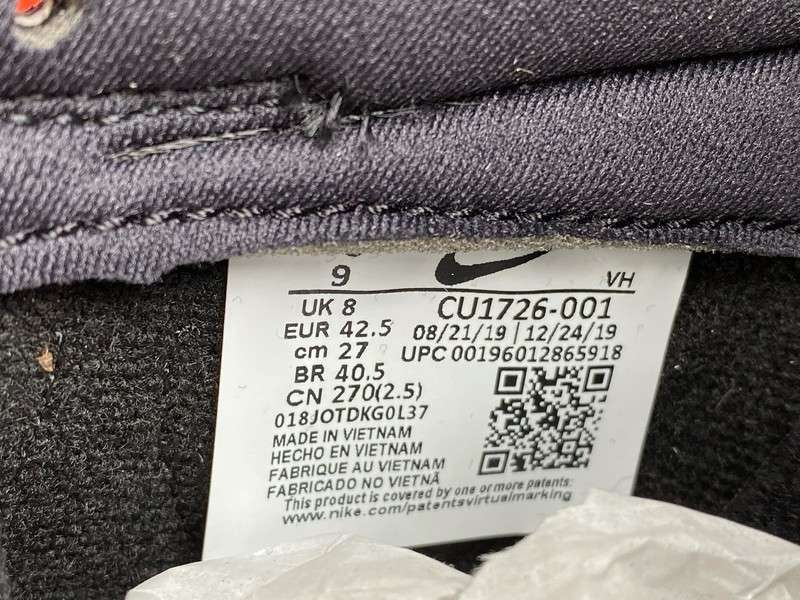 9
VH
UK 8
CU1726-001
EUR 42.5
08/21/19 | 12/24/19
cm 27
UPC 00196012865918
BR 40.5
CN 270(2.5)
018JOTDKG0L37
MADE IN VIETNAM
HECHO EN VIETNAM
FABRIQUE AU VIETNAM
FABRICADO NO VIETNÃ
This product is covered by one or more patents:
www.nike.com/patentsvirtualmarking